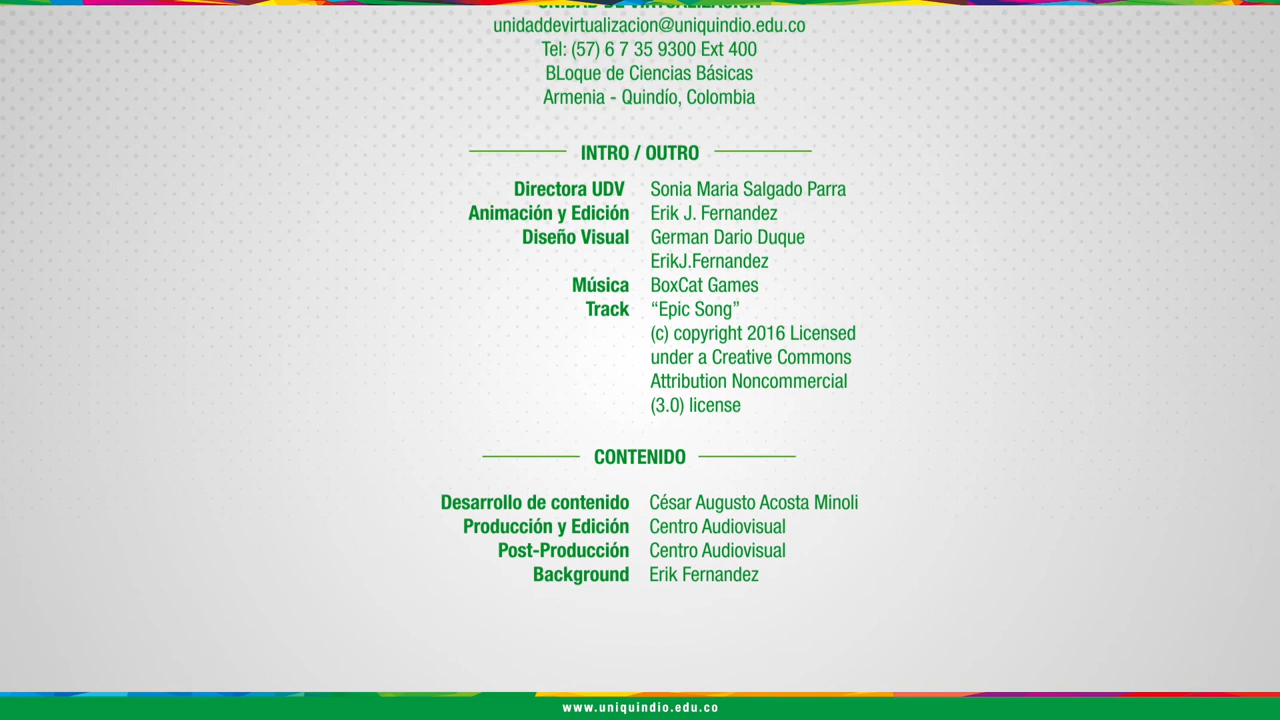 UNIDAD DE VIRTUALIZACIÓN
unidaddevirtualizacion@uniquindio.edu.co
Tel: (57) 6 7 35 9300 Ext 400
BLoque de Ciencias Básicas
Armenia - Quindío, Colombia
INTRO / OUTRO
Directora UDV Sonia Maria Salgado Parra
Animación y Edición Erik J. Fernandez
Diseño Visual German Dario Duque
ErikJ.Fernandez
Música BoxCat Games
Track “Epic Song”
(c) copyright 2016 Licensed
under a Creative Commons
Attribution Noncommercial
(3.0) license
CONTENIDO
Desarrollo de contenido César Augusto Acosta Minoli
Producción y Edición Centro Audiovisual
Post-Producción Centro Audiovisual
Background Erik Fernandez
www.uniquindio.edu.co